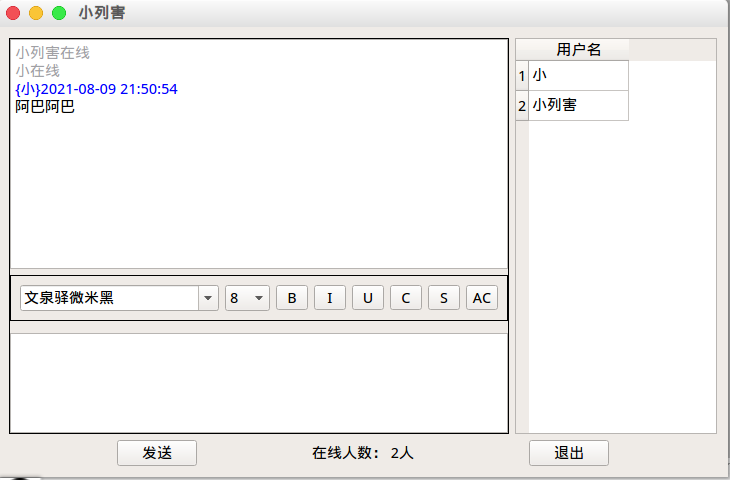 小列害
小列害在线
小在线
{小}2021-08-09 21:50:54
阿巴阿巴
用户名
1 小
2 小列害
文泉驿微米黑 8 B I U C S AC
发送 在线人数： 2人 退出